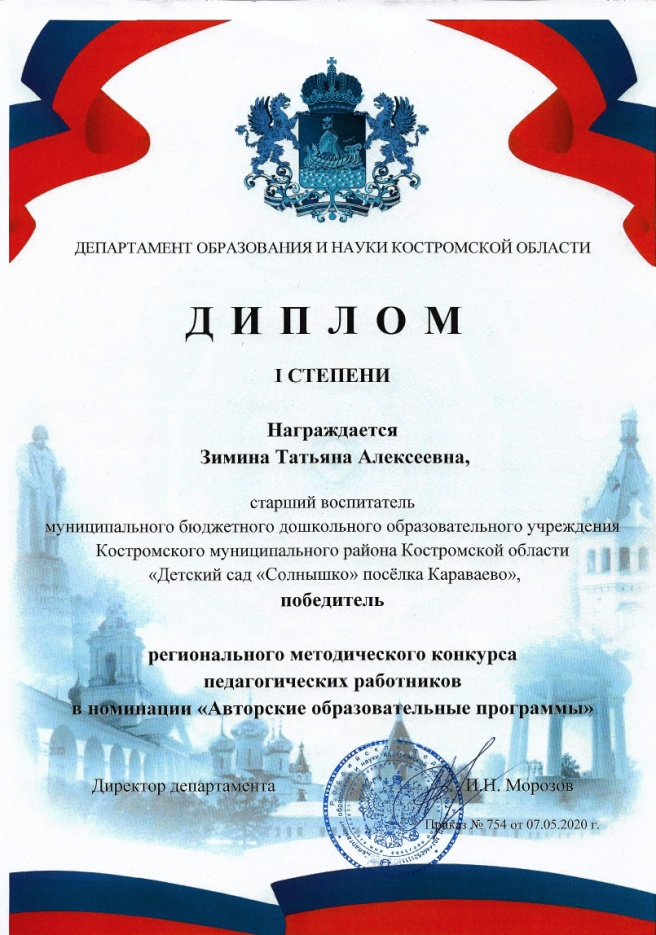 ДЕПАРТАМЕНТ ОБРАЗОВАНИЯ И НАУКИ КОСТРОМСКОЙ ОБЛАСТИ
ДИПЛОМ
I СТЕПЕНИ
Награждается
Зимина Татьяна Алексеевна,
старший воспитатель
муниципального бюджетного дошкольного образовательного учреждения
Костромского муниципального района Костромской области
«Детский сад «Солнышко» посёлка Караваево»,
победитель
регионального методического конкурса
педагогических работников
в номинации «Авторские образовательные программы»
Директор департамента
И.Н. Морозов
Приказ № 754 от 07.05.2020 г.